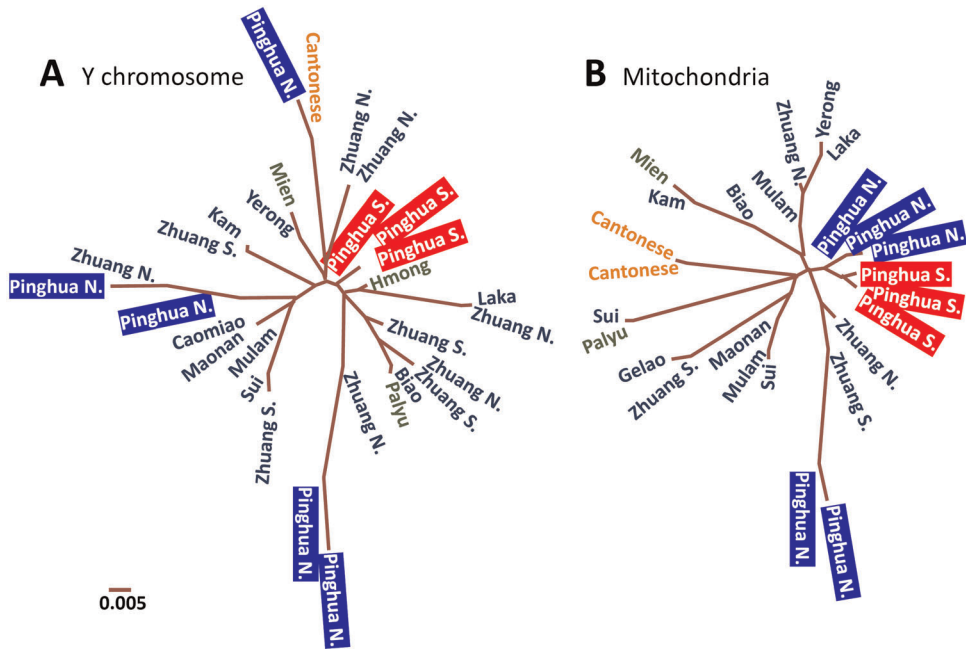 A Y chromosome
Pinghua N.
Cantonese
Zhuang N.
Zhuang N.
Mien
Yerong
Kam
Zhuang S.
Zhuang N.
Pinghua N.
Pinghua N.
Caomiao
Maonan
Mulam
Sui
Zhuang S.
Pinghua S.
Pinghua S.
Pinghua S.
Hmong
Laka
Zhuang N.
Zhuang S.
Zhuang N.
Zhuang S.
Biao
Palyu
Zhuang N.
Pinghua N.
Pinghua N.
0.005
B Mitochondria
Yerong
Zhuang N.
Laka
Mulam
Biao
Mien
Kam
Cantonese
Cantonese
Sui
Palyu
Gelao
Zhuang S.
Maonan
Mulam
Sui
Pinghua N.
Pinghua N.
Pinghua N.
Pinghua S.
Pinghua S.
Pinghua S.
Zhuang N.
Zhuang S.
Pinghua N.
Pinghua N.